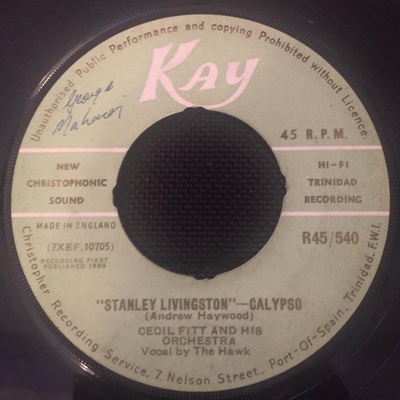 Unauthorised Public Performance and copying Prohibited without Licence.
KAY
George
45 R.P.M.
NEW
CHRISTOPHONIC
SOUND
HI-FI
TRINIDAD
RECORDING
MADE IN ENGLAND
(7XEF.10705)
RECORDING FIRST
PUBLISHED 1960
R45/540
"STANLEY LIVINGSTON"—CALYPSO
(Andrew Haywood)
CECIL FITT AND HIS
ORCHESTRA
Vocal by The Hawk
Christopher Recording Service, 7 Nelson Street, Port-Of-Spain, Trinidad, F.W.I.